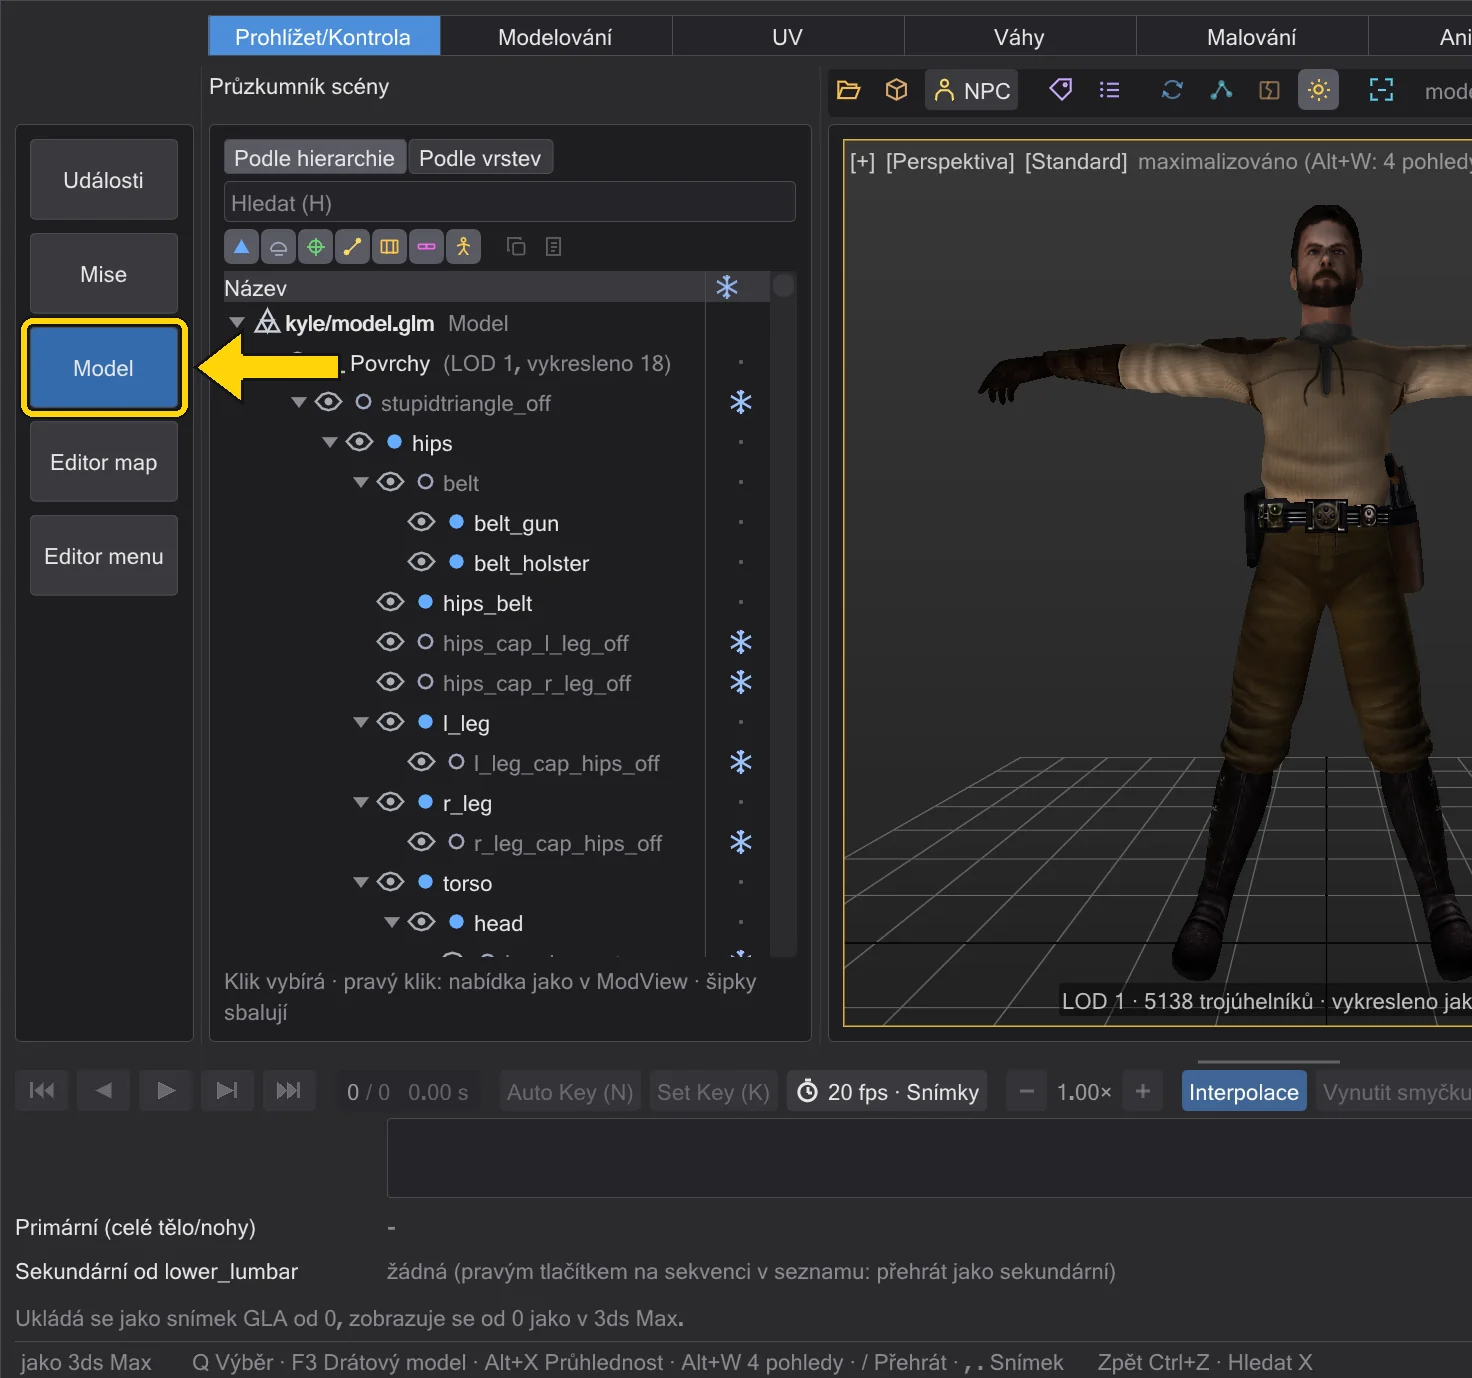 Prohlížet/Kontrola
Modelování
UV
Váhy
Malování
Ani
Průzkumník scény
NPC
mode
Události
Mise
Model
Editor map
Editor menu
Podle hierarchie
Podle vrstev
Hledat (H)
Název
kyle/model.glm Model
Povrchy (LOD 1, vykresleno 18)
stupidtriangle_off
hips
belt
belt_gun
belt_holster
hips_belt
hips_cap_l_leg_off
hips_cap_r_leg_off
l_leg
l_leg_cap_hips_off
r_leg
r_leg_cap_hips_off
torso
head
Klik vybírá · pravý klik: nabídka jako v ModView · šipky
sbalují
[+] [Perspektiva] [Standard] maximalizováno (Alt+W: 4 pohledy
LOD 1 · 5138 trojúhelníků · vykresleno jak
0 / 0 0.00 s
Auto Key (N)
Set Key (K)
20 fps · Snímky
− 1.00× +
Interpolace
Vynutit smyčku
Primární (celé tělo/nohy) -
Sekundární od lower_lumbar žádná (pravým tlačítkem na sekvenci v seznamu: přehrát jako sekundární)
Ukládá se jako snímek GLA od 0, zobrazuje se od 0 jako v 3ds Max.
jako 3ds Max Q Výběr · F3 Drátový model · Alt+X Průhlednost · Alt+W 4 pohledy · / Přehrát · , . Snímek Zpět Ctrl+Z · Hledat X